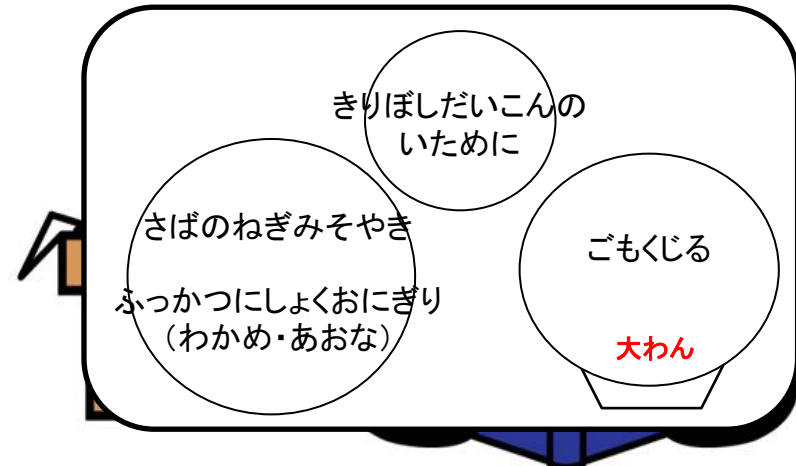 きりぼしだいこんの
いために
さばのねぎみそやき
ふっかつにしょくおにぎり
（わかめ・あおな）
ごもくじる
大わん